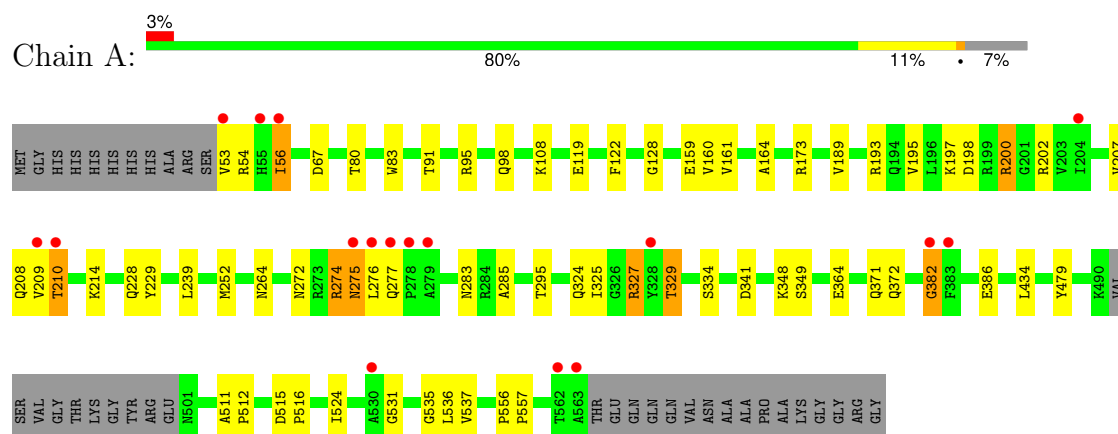 3%
Chain A:
80% 11% • 7%
MET GLY HIS HIS HIS HIS HIS HIS ALA ARG SER V53 R54 H55 I56 D67 T80 W83 T91 R95 Q98 K108 E119 F122 G128 E159 V160 V161 A164 R173 V189 R193 Q194 V195 L196 K197 D198 R199 R200 G201 R202 V203 I204 V207
Q208 V209 T210 K214 Q228 Y229 L239 M252 N264 N272 R273 R274 N275 L276 Q277 P278 A279 N283 R284 A285 T295 Q324 I325 G326 R327 Y328 T329 S334 D341 K348 S349 E364 Q371 Q372 G382 F383 E386 L434 Y479 K490 VAL
SER VAL GLY THR LYS GLY TYR ARG GLU N501 A511 P512 D515 P516 I524 A530 G531 G535 L536 V537 P556 P557 T562 A563 THR GLU GLN GLN GLN VAL ASN ALA ALA PRO ALA LYS GLY GLY ARG GLY